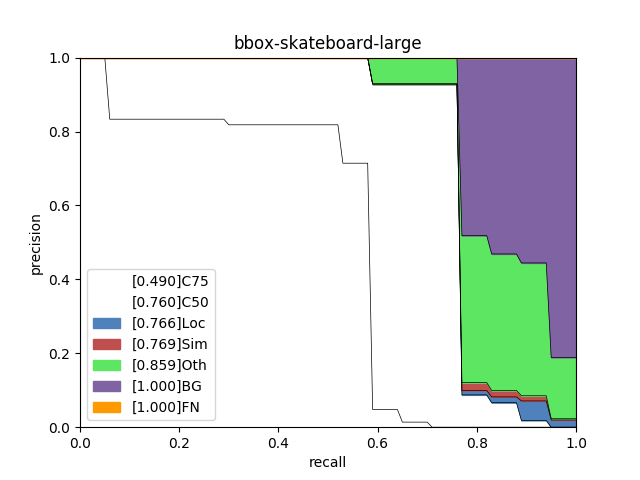 bbox-skateboard-large
precision
1.0
0.8
0.6
0.4
0.2
0.0
[0.490]C75
[0.760]C50
[0.766]Loc
[0.769]Sim
[0.859]Oth
[1.000]BG
[1.000]FN
0.0 0.2 0.4 0.6 0.8 1.0
recall